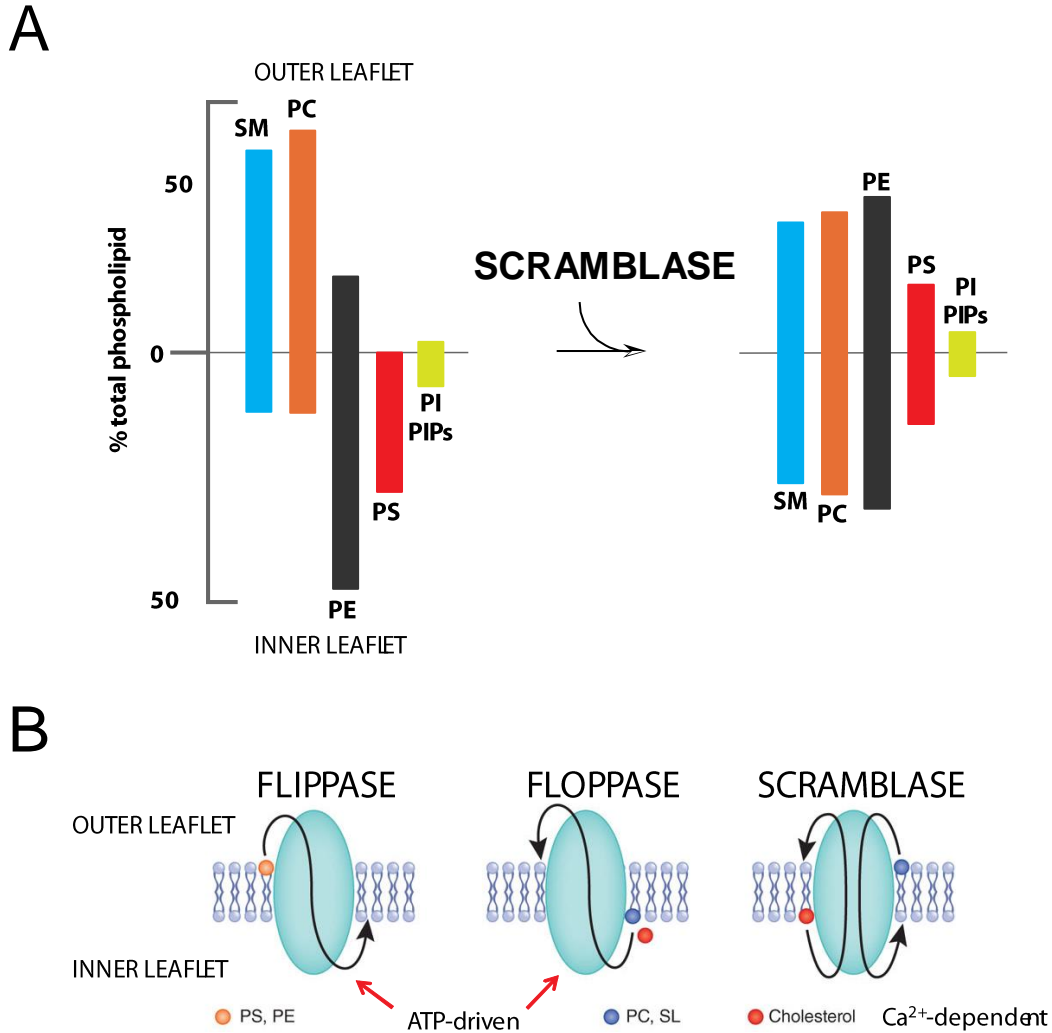 A
OUTER LEAFLET
SM
PC
50
0
50
% total phospholipid
PI
PIPs
PS
PE
INNER LEAFLET
SCRAMBLASE
PE
PS
PI
PIPs
SM
PC
B
FLIPPASE
FLOPPASE
SCRAMBLASE
OUTER LEAFLET
INNER LEAFLET
PS, PE
ATP-driven
PC, SL
Cholesterol
Ca²⁺-dependent